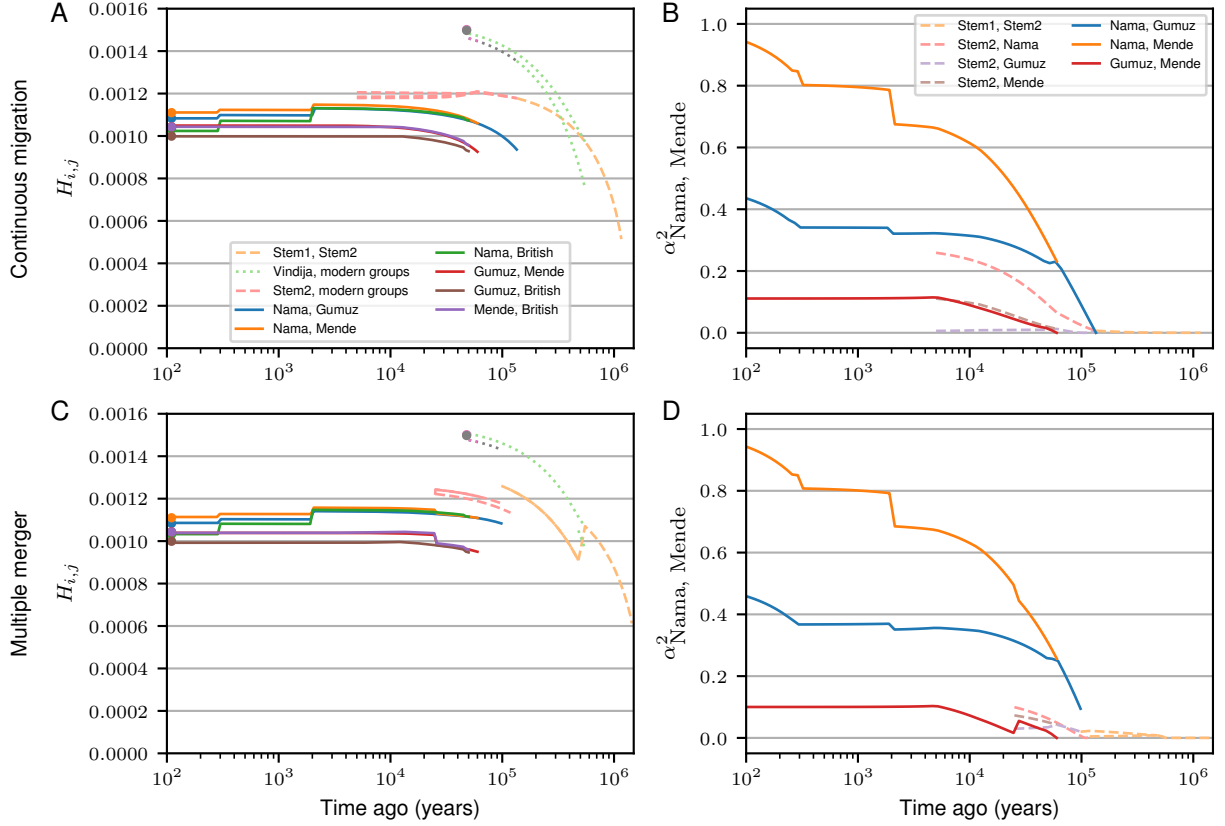 Continuous migration
A
0.0016
0.0014
0.0012
0.0010
0.0008
0.0006
0.0004
0.0002
0.0000
H_{i,j}
Stem1, Stem2
Vindija, modern groups
Stem2, modern groups
Nama, Gumuz
Nama, Mende
Nama, British
Gumuz, Mende
Gumuz, British
Mende, British
10^2 10^3 10^4 10^5 10^6
B
1.0
0.8
0.6
0.4
0.2
0.0
α^2_{Nama, Mende}
Stem1, Stem2
Stem2, Nama
Stem2, Gumuz
Stem2, Mende
Nama, Gumuz
Nama, Mende
Gumuz, Mende
10^2 10^3 10^4 10^5 10^6
Multiple merger
C
0.0016
0.0014
0.0012
0.0010
0.0008
0.0006
0.0004
0.0002
0.0000
H_{i,j}
10^2 10^3 10^4 10^5 10^6
Time ago (years)
D
1.0
0.8
0.6
0.4
0.2
0.0
α^2_{Nama, Mende}
10^2 10^3 10^4 10^5 10^6
Time ago (years)